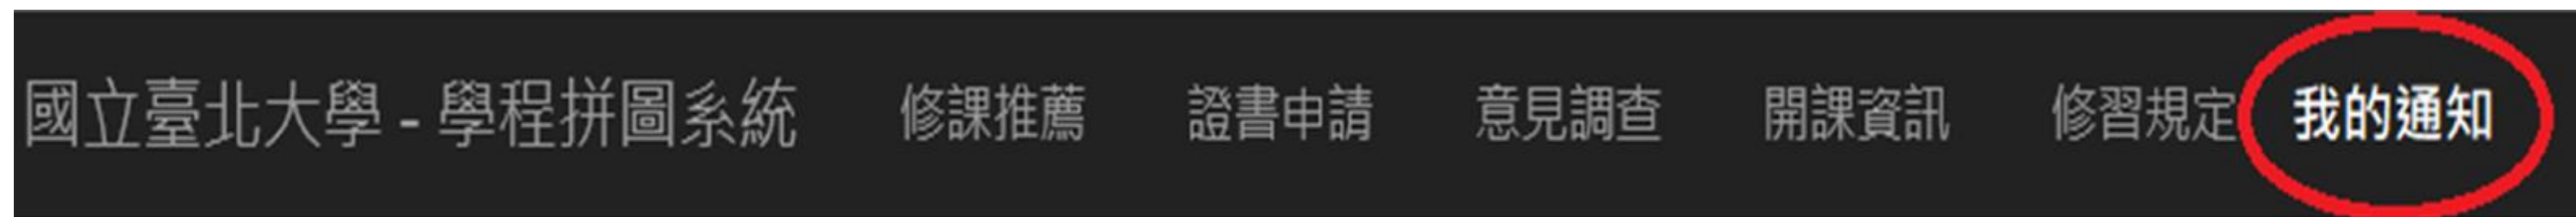 國立臺北大學 - 學程拼圖系統 修課推薦 證書申請 意見調查 開課資訊 修習規定 我的通知